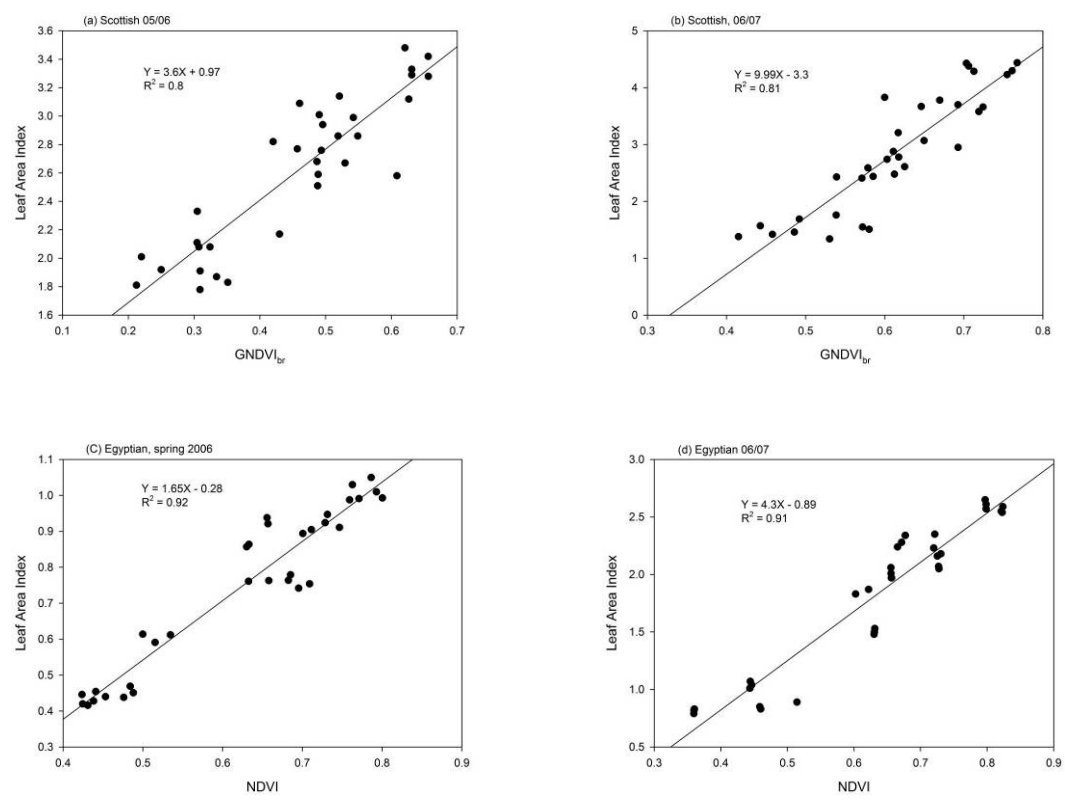 (a) Scottish 05/06
Y = 3.6X + 0.97
R² = 0.8
Leaf Area Index
3.6
3.4
3.2
3.0
2.8
2.6
2.4
2.2
2.0
1.8
1.6
0.1 0.2 0.3 0.4 0.5 0.6 0.7
GNDVIbr
(b) Scottish, 06/07
Y = 9.99X - 3.3
R² = 0.81
Leaf Area Index
5
4
3
2
1
0
0.3 0.4 0.5 0.6 0.7 0.8
GNDVIbr
(C) Egyptian, spring 2006
Y = 1.65X - 0.28
R² = 0.92
Leaf Area Index
1.1
1.0
0.9
0.8
0.7
0.6
0.5
0.4
0.3
0.4 0.5 0.6 0.7 0.8 0.9
NDVI
(d) Egyptian 06/07
Y = 4.3X - 0.89
R² = 0.91
Leaf Area Index
3.0
2.5
2.0
1.5
1.0
0.5
0.3 0.4 0.5 0.6 0.7 0.8 0.9
NDVI